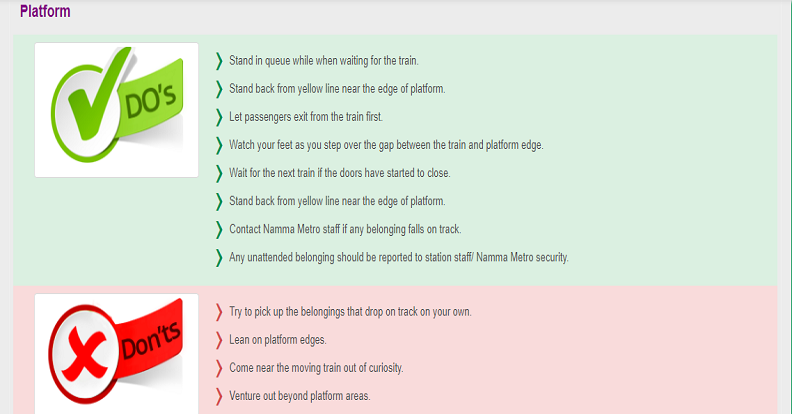 Platform
DO's
Stand in queue while when waiting for the train.
Stand back from yellow line near the edge of platform.
Let passengers exit from the train first.
Watch your feet as you step over the gap between the train and platform edge.
Wait for the next train if the doors have started to close.
Stand back from yellow line near the edge of platform.
Contact Namma Metro staff if any belonging falls on track.
Any unattended belonging should be reported to station staff/ Namma Metro security.
Don'ts
Try to pick up the belongings that drop on track on your own.
Lean on platform edges.
Come near the moving train out of curiosity.
Venture out beyond platform areas.